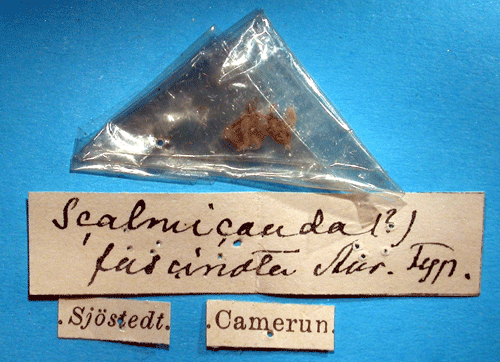 Scalmicauda (?)
fuscinota Aur. Typ.
.Sjöstedt.
.Camerun.